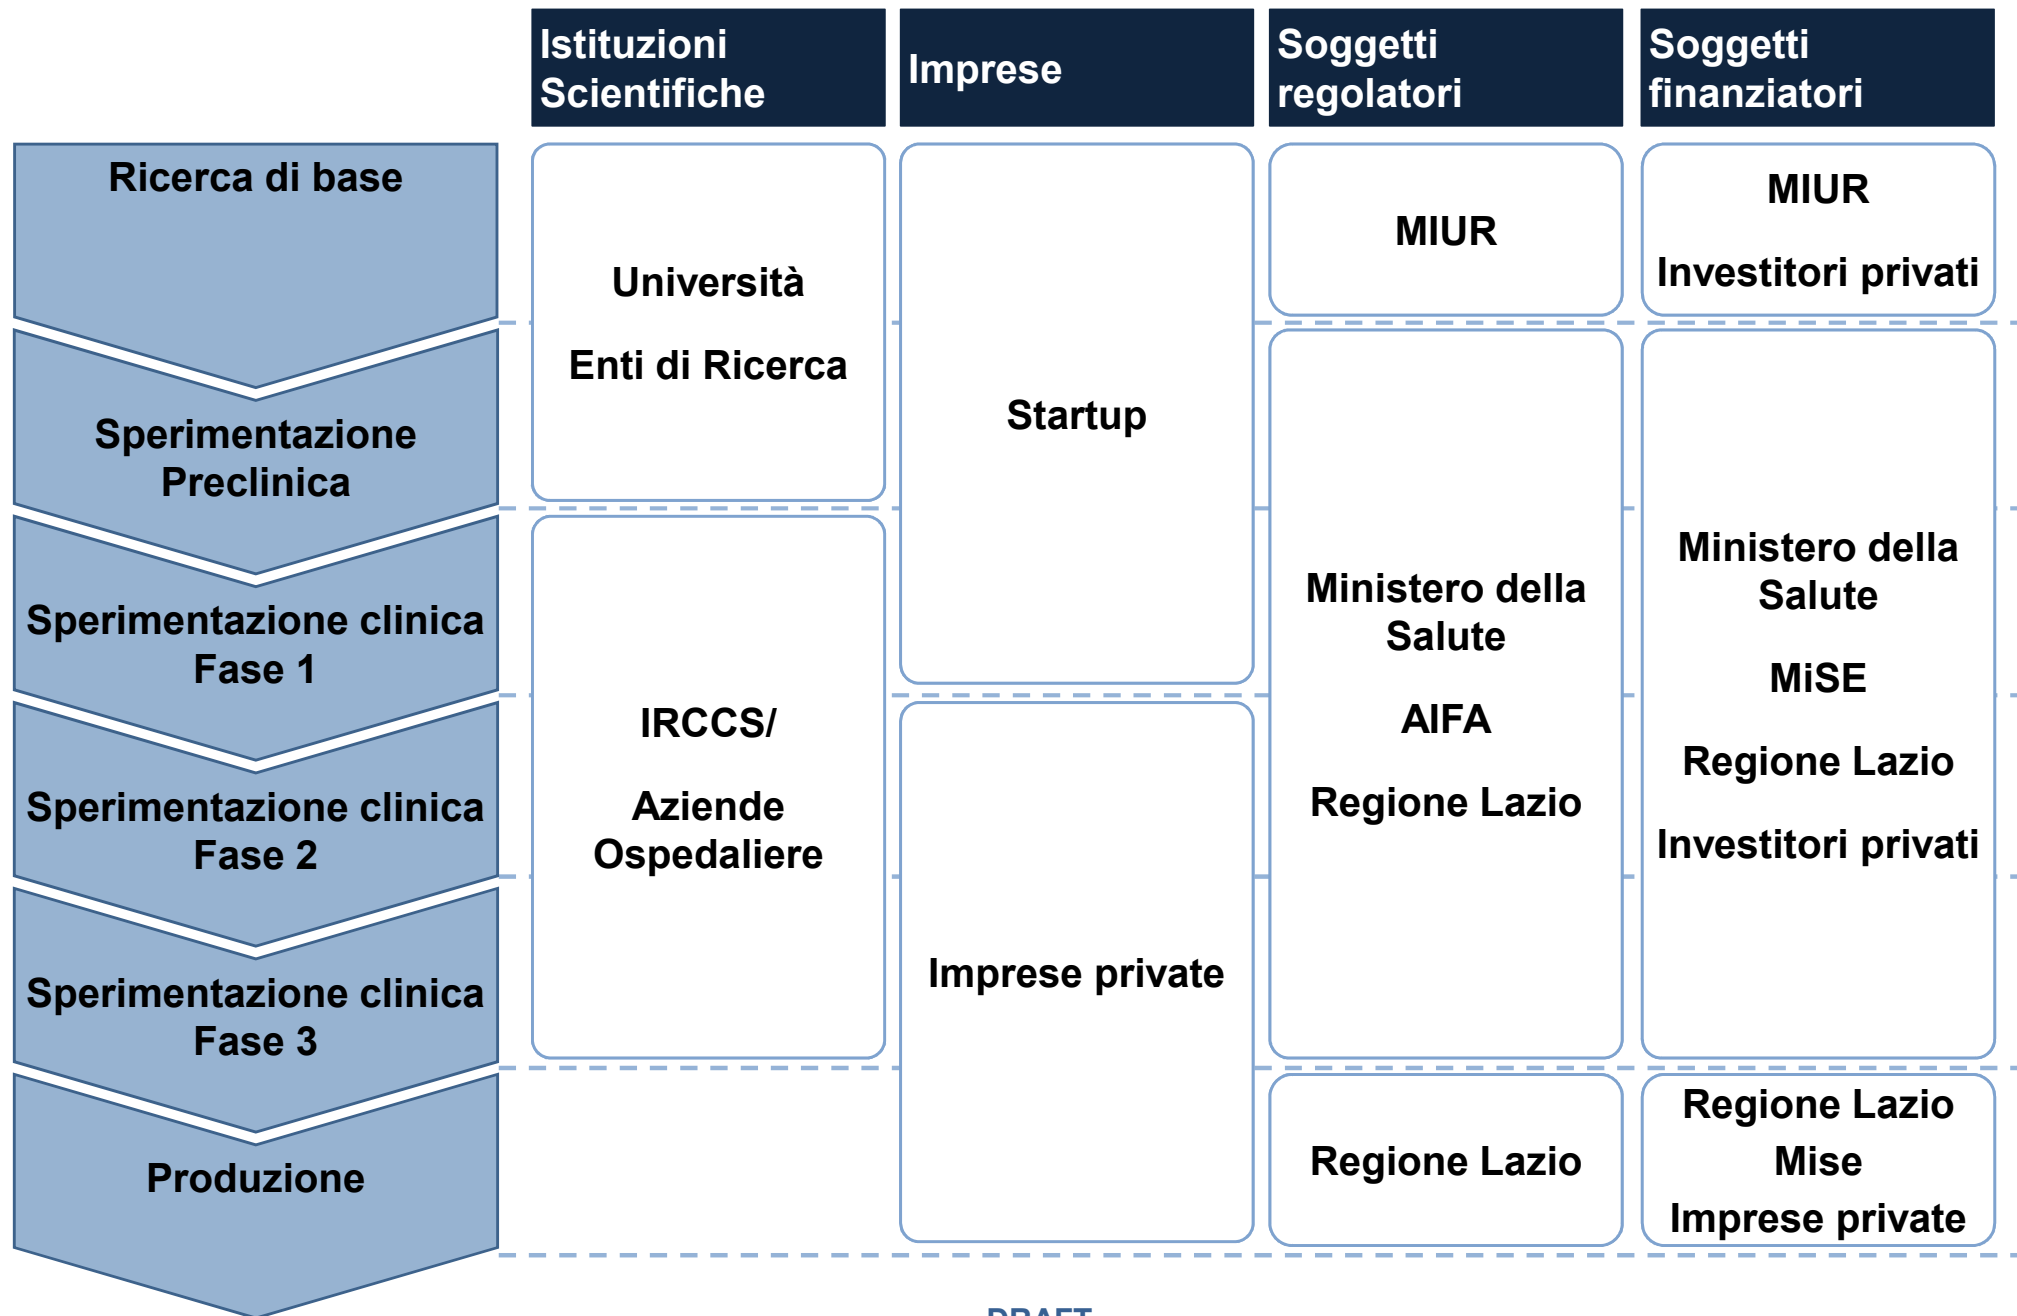 Istituzioni
Scientifiche
Imprese
Soggetti
regolatori
Soggetti
finanziatori
Ricerca di base
Sperimentazione
Preclinica
Sperimentazione clinica
Fase 1
Sperimentazione clinica
Fase 2
Sperimentazione clinica
Fase 3
Produzione
Università
Enti di Ricerca
IRCCS/
Aziende
Ospedaliere
Startup
Imprese private
MIUR
Ministero della
Salute
AIFA
Regione Lazio
Regione Lazio
MIUR
Investitori privati
Ministero della
Salute
MiSE
Regione Lazio
Investitori privati
Regione Lazio
Mise
Imprese private
DRAFT